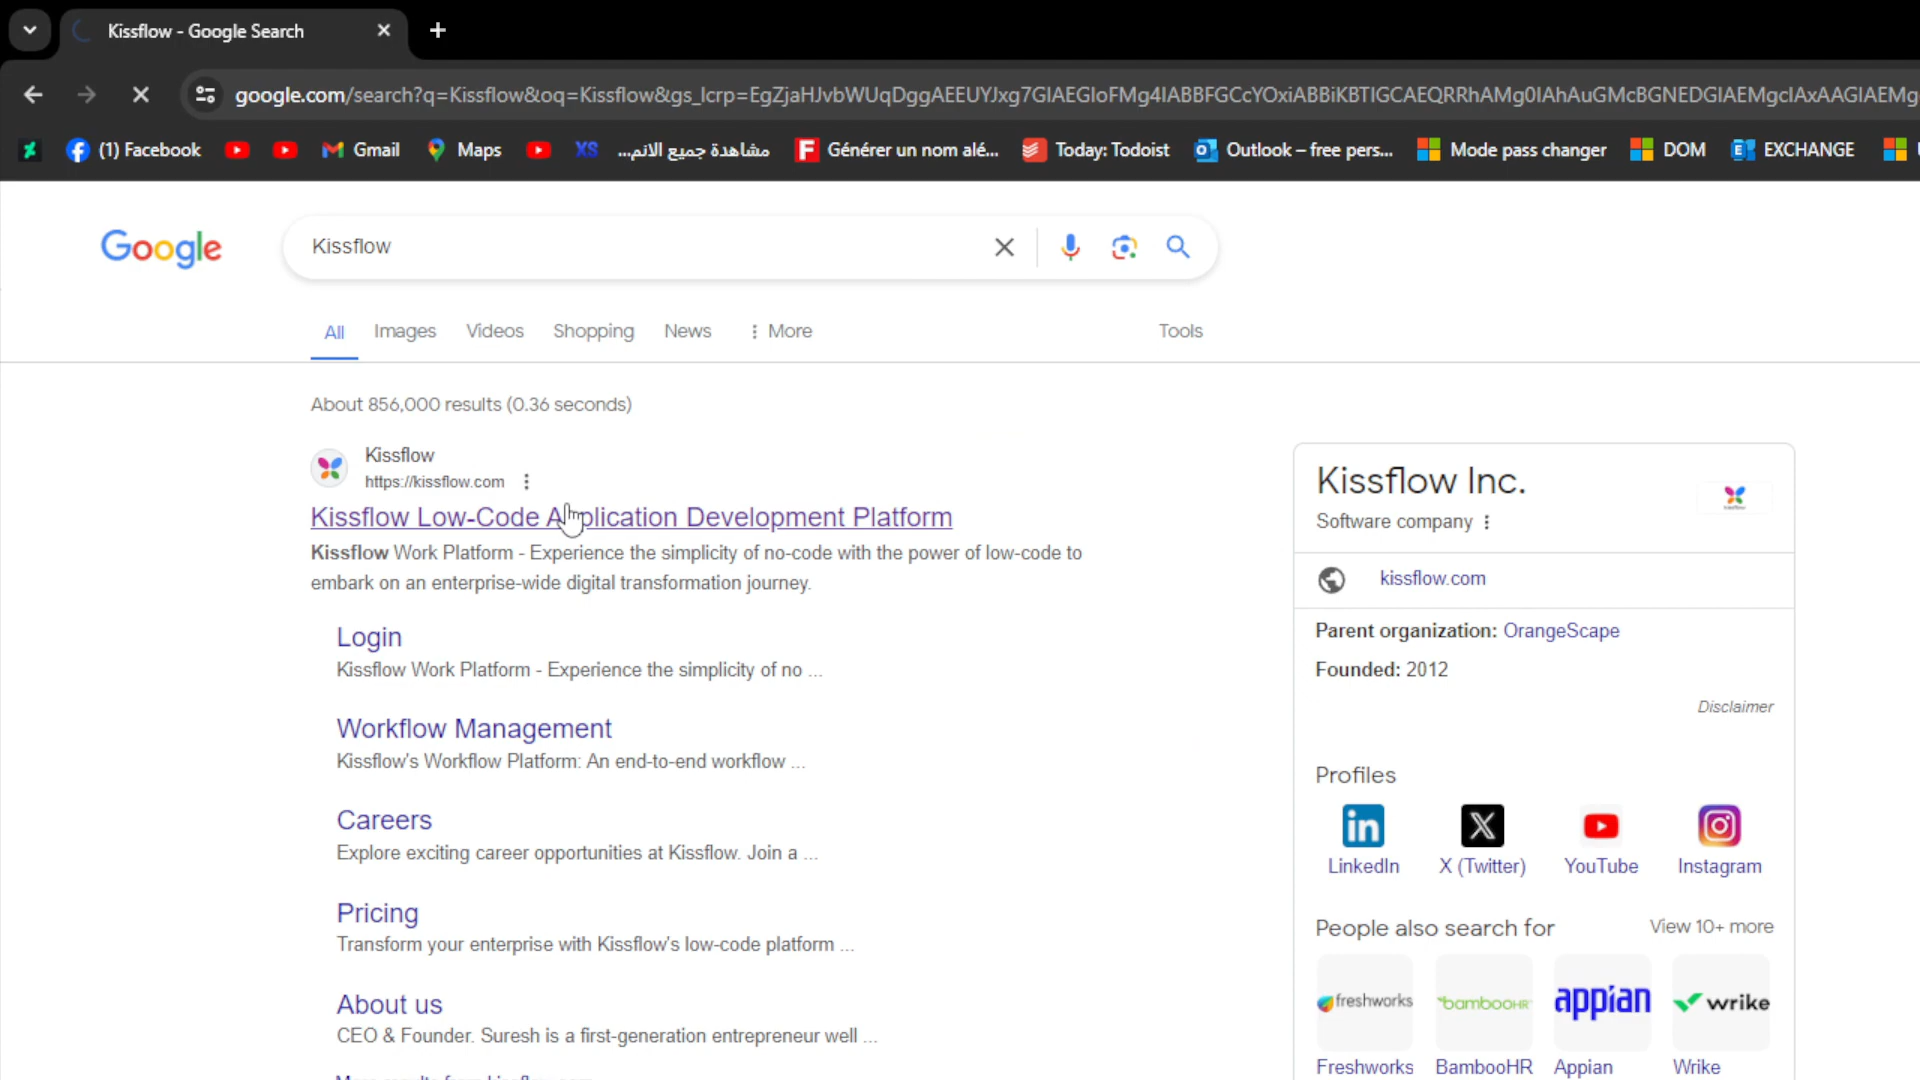 Kissflow - Google Search
google.com/search?q=Kissflow&oq=Kissflow&gs_lcrp=
(1) Facebook
Gmail
Maps
XS
مشاهدة جميع الانم...
Générer un nom alé...
Today: Todoist
Outlook – free pers...
Mode pass changer
DOM
EXCHANGE
Google
Kissflow
All
Images
Videos
Shopping
News
More
Tools
About 856,000 results (0.36 seconds)
Kissflow
https://kissflow.com
Kissflow Low-Code Application Development Platform
Kissflow Work Platform - Experience the simplicity of no-code with the power of low-code to
embark on an enterprise-wide digital transformation journey.
Login
Kissflow Work Platform - Experience the simplicity of no ...
Workflow Management
Kissflow's Workflow Platform: An end-to-end workflow ...
Careers
Explore exciting career opportunities at Kissflow. Join a ...
Pricing
Transform your enterprise with Kissflow's low-code platform ...
About us
CEO & Founder. Suresh is a first-generation entrepreneur well ...
Kissflow Inc.
Software company
kissflow.com
Parent organization: OrangeScape
Founded: 2012
Disclaimer
Profiles
LinkedIn
X (Twitter)
YouTube
Instagram
People also search for
View 10+ more
freshworks
bambooHR
appian
wrike
Freshworks
BambooHR
Appian
Wrike